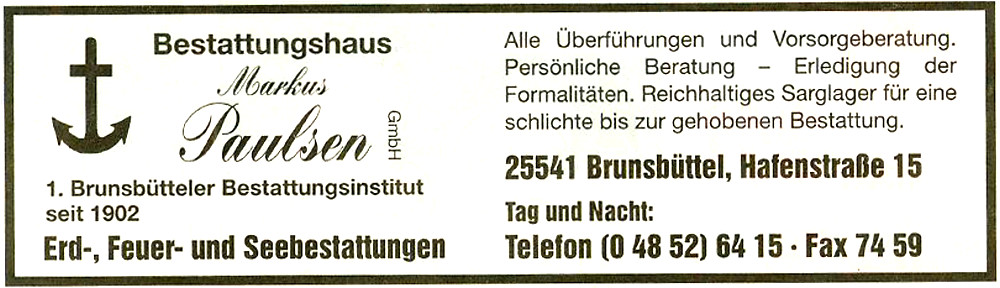 Bestattungshaus
Markus
Paulsen GmbH
1. Brunsbütteler Bestattungsinstitut
seit 1902
Erd-, Feuer- und Seebestattungen
Alle Überführungen und Vorsorgeberatung.
Persönliche Beratung – Erledigung der
Formalitäten. Reichhaltiges Sarglager für eine
schlichte bis zur gehobenen Bestattung.
25541 Brunsbüttel, Hafenstraße 15
Tag und Nacht:
Telefon (0 48 52) 64 15 · Fax 74 59